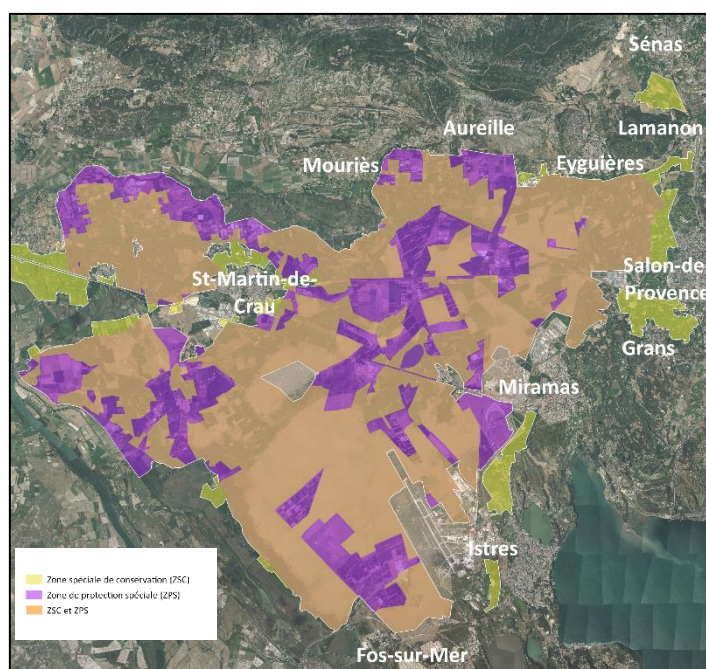 Sénas
Lamanon
Aureille
Mouriès
Eyguières
St-Martin-de-
Crau
Salon-de-
Provence
Grans
Miramas
Istres
Fos-sur-Mer
Zone spéciale de conservation (ZSC)
Zone de protection spéciale (ZPS)
ZSC et ZPS